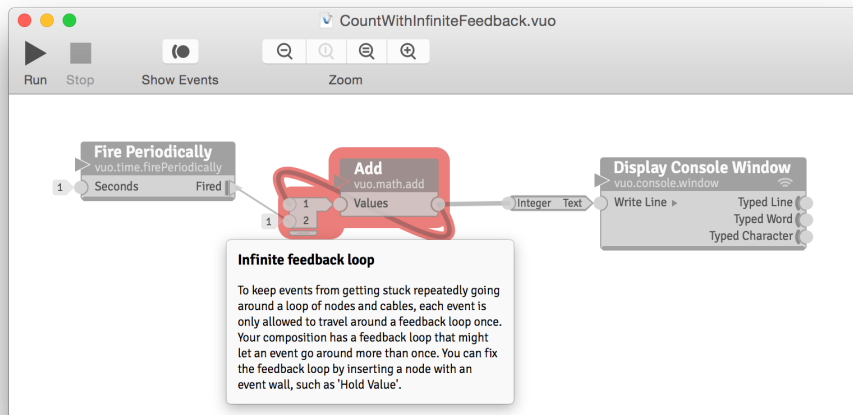 CountWithInfiniteFeedback.vuo
Run
Stop
Show Events
Zoom
Fire Periodically
vuo.time.firePeriodically
1
Seconds
Fired
Add
vuo.math.add
1
Values
1
2
Integer
Text
Display Console Window
vuo.console.window
Write Line
Typed Line
Typed Word
Typed Character
Infinite feedback loop
To keep events from getting stuck repeatedly going
around a loop of nodes and cables, each event is
only allowed to travel around a feedback loop once.
Your composition has a feedback loop that might
let an event go around more than once. You can fix
the feedback loop by inserting a node with an
event wall, such as 'Hold Value'.